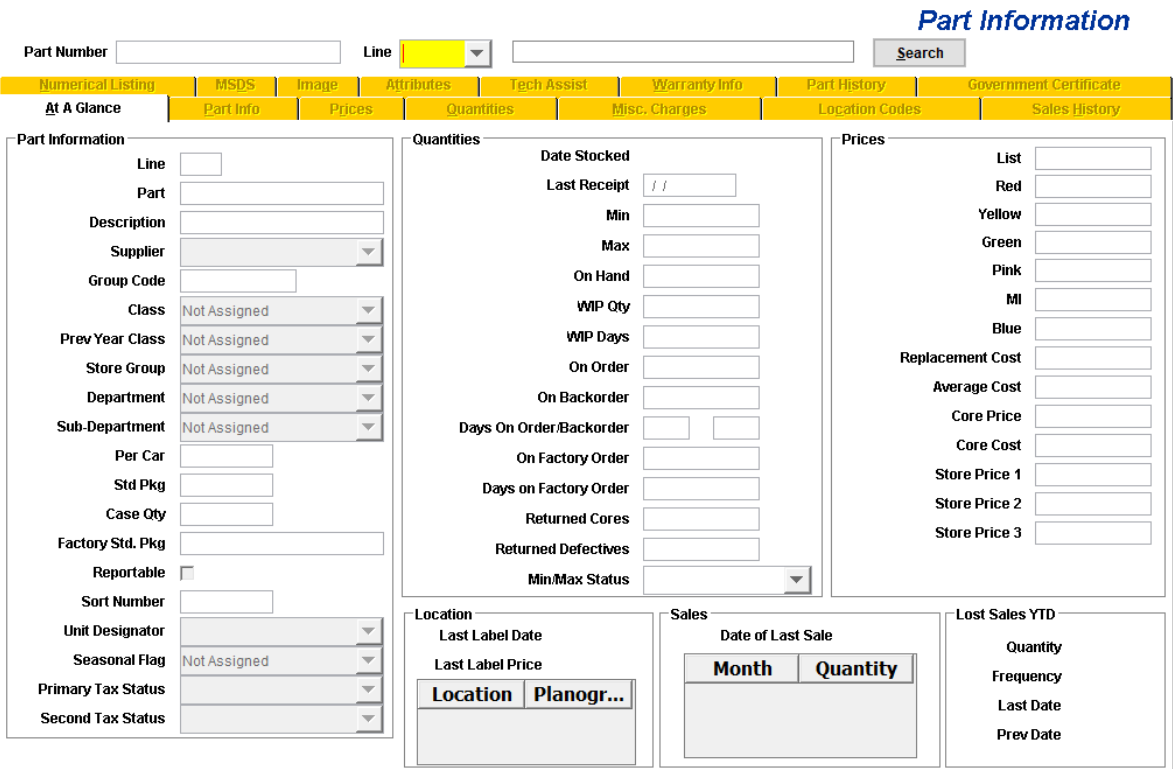 Part Information
Part Number Line Search
Numerical Listing MSDS Image Attributes Tech Assist Warranty Info Part History Government Certificate
At A Glance Part Info Prices Quantities Misc. Charges Location Codes Sales History
Part Information
Line
Part
Description
Supplier
Group Code
Class Not Assigned
Prev Year Class Not Assigned
Store Group Not Assigned
Department Not Assigned
Sub-Department Not Assigned
Per Car
Std Pkg
Case Qty
Factory Std. Pkg
Reportable
Sort Number
Unit Designator
Seasonal Flag Not Assigned
Primary Tax Status
Second Tax Status
Quantities
Date Stocked
Last Receipt / /
Min
Max
On Hand
WIP Qty
WIP Days
On Order
On Backorder
Days On Order/Backorder
On Factory Order
Days on Factory Order
Returned Cores
Returned Defectives
Min/Max Status
Prices
List
Red
Yellow
Green
Pink
MI
Blue
Replacement Cost
Average Cost
Core Price
Core Cost
Store Price 1
Store Price 2
Store Price 3
Location
Last Label Date
Last Label Price
Location Planogr...
Sales
Date of Last Sale
Month Quantity
Lost Sales YTD
Quantity
Frequency
Last Date
Prev Date